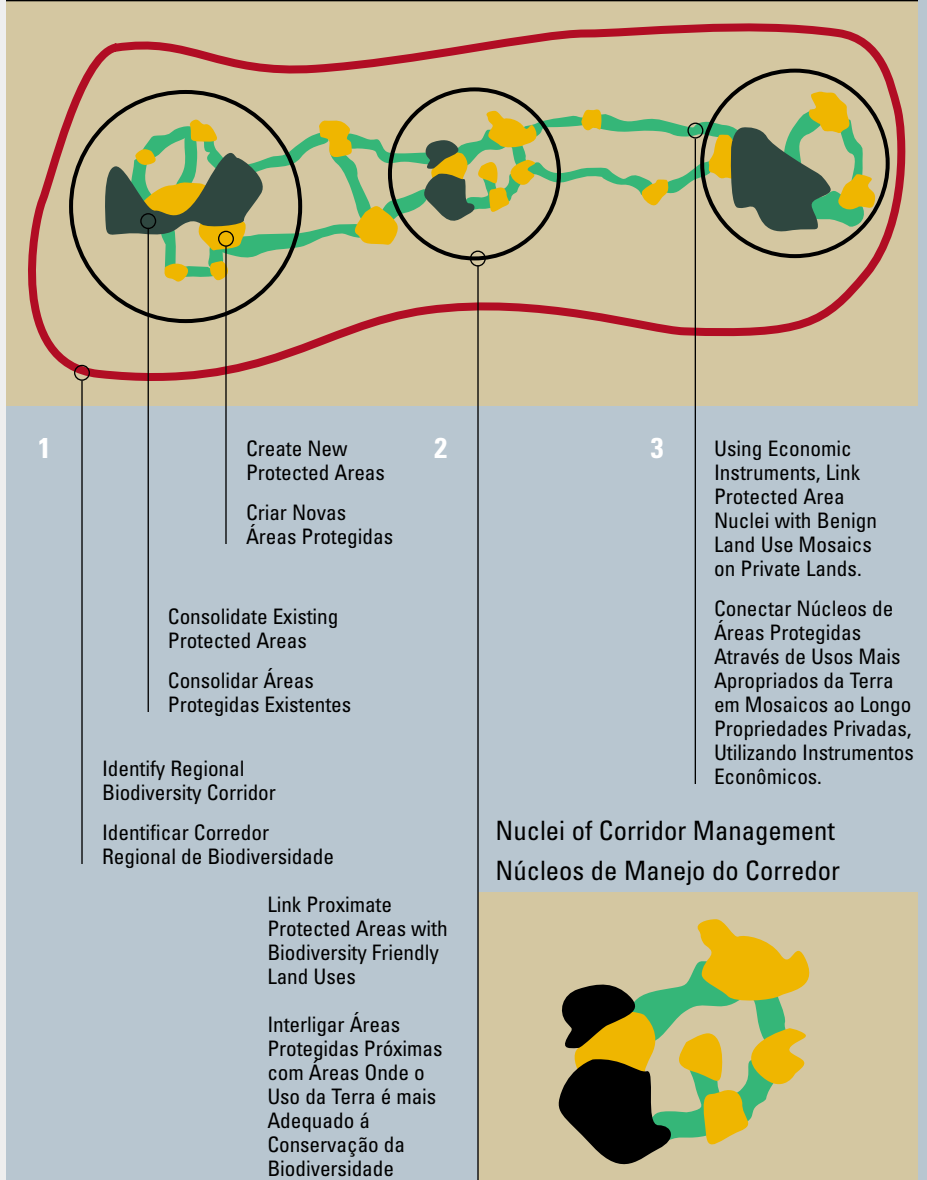 1
Create New
Protected Areas
Criar Novas
Áreas Protegidas
Consolidate Existing
Protected Areas
Consolidar Áreas
Protegidas Existentes
Identify Regional
Biodiversity Corridor
Identificar Corredor
Regional de Biodiversidade
2
Link Proximate
Protected Areas with
Biodiversity Friendly
Land Uses
Interligar Áreas
Protegidas Próximas
com Áreas Onde o
Uso da Terra é mais
Adequado á
Conservação da
Biodiversidade
3
Using Economic
Instruments, Link
Protected Area
Nuclei with Benign
Land Use Mosaics
on Private Lands.
Conectar Núcleos de
Áreas Protegidas
Através de Usos Mais
Apropriados da Terra
em Mosaicos ao Longo
Propriedades Privadas,
Utilizando Instrumentos
Econômicos.
Nuclei of Corridor Management
Núcleos de Manejo do Corredor